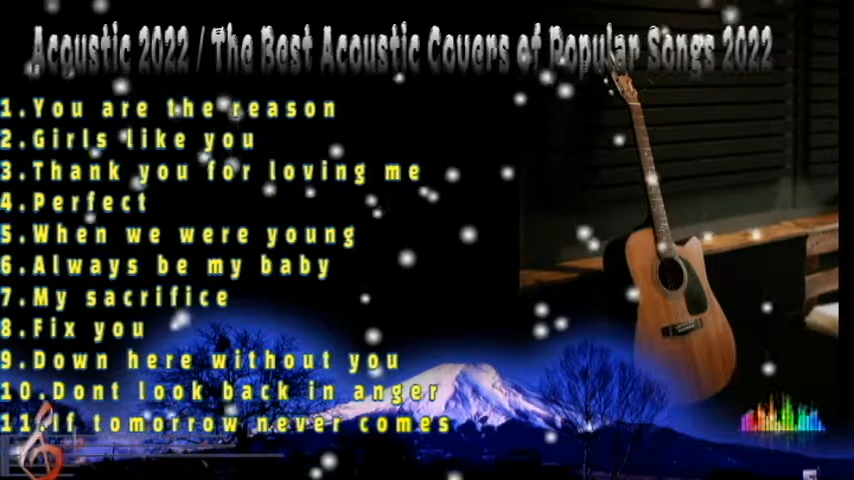 Acoustic 2022 / The Best Acoustic Covers of Popular Songs 2022
1.You are the reason
2.Girls like you
3.Thank you for loving me
4.Perfect
5.When we were young
6.Always be my baby
7.My sacrifice
8.Fix you
9.Down here without you
10.Dont look back in anger
11.If tomorrow never comes